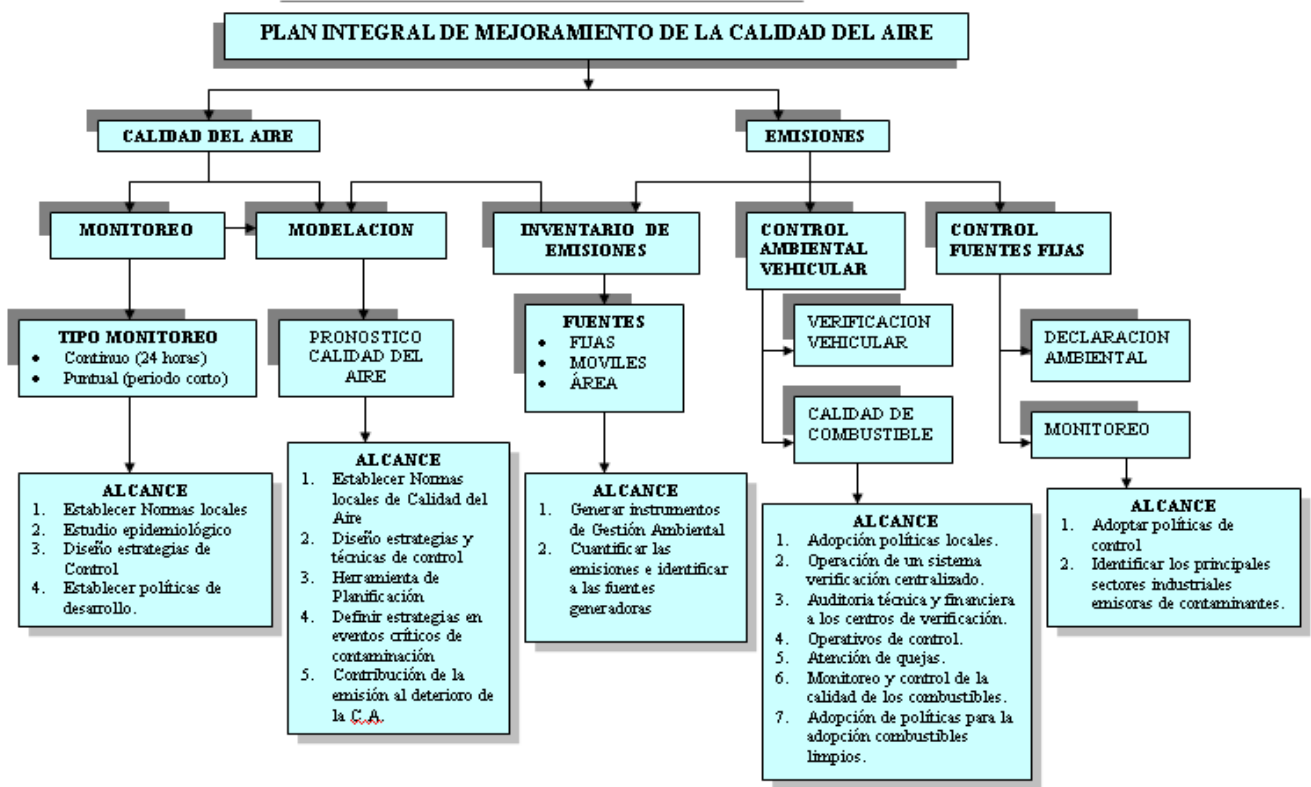 PLAN INTEGRAL DE MEJORAMIENTO DE LA CALIDAD DEL AIRE
CALIDAD DEL AIRE
EMISIONES
MONITOREO
MODELACION
INVENTARIO DE
EMISIONES
CONTROL
AMBIENTAL
VEHICULAR
CONTROL
FUENTES FIJAS
TIPO MONITOREO
• Continuo (24 horas)
• Puntual (periodo corto)
PRONOSTICO
CALIDAD DEL
AIRE
FUENTES
• FIJAS
• MOVILES
• ÁREA
VERIFICACION
VEHICULAR
CALIDAD DE
COMBUSTIBLE
DECLARACION
AMBIENTAL
MONITOREO
ALCANCE
1. Establecer Normas locales
2. Estudio epidemiológico
3. Diseño estrategias de
Control
4. Establecer políticas de
desarrollo.
ALCANCE
1. Establecer Normas
locales de Calidad del
Aire
2. Diseño estrategias y
técnicas de control
3. Herramienta de
Planificación
4. Definir estrategias en
eventos críticos de
contaminación
5. Contribución de la
emisión al deterioro de
la C.A.
ALCANCE
1. Generar instrumentos
de Gestión Ambiental
2. Cuantificar las
emisiones e identificar
a las fuentes
generadoras
ALCANCE
1. Adopción políticas locales.
2. Operación de un sistema
verificación centralizado.
3. Auditoria técnica y financiera
a los centros de verificación.
4. Operativos de control.
5. Atención de quejas.
6. Monitoreo y control de la
calidad de los combustibles.
7. Adopción de políticas para la
adopción combustibles
limpios.
ALCANCE
1. Adoptar políticas de
control
2. Identificar los principales
sectores industriales
emisoras de contaminantes.